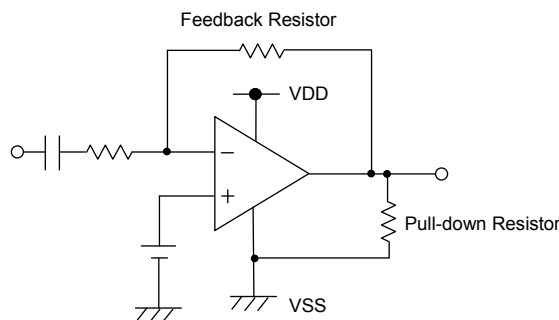 Feedback Resistor
VDD
−
+
Pull-down Resistor
VSS